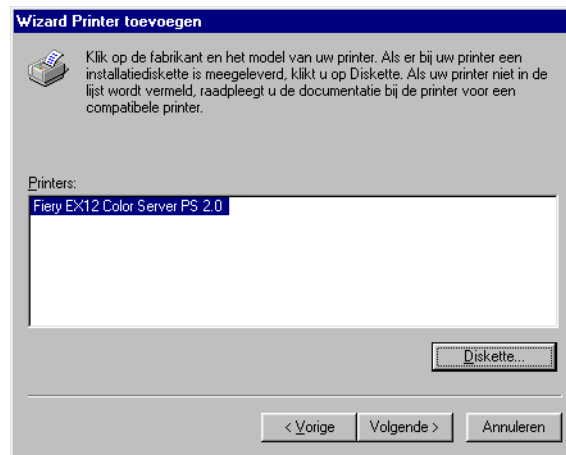 Wizard Printer toevoegen
Klik op de fabrikant en het model van uw printer. Als er bij uw printer een
installatiediskette is meegeleverd, klikt u op Diskette. Als uw printer niet in de
lijst wordt vermeld, raadpleegt u de documentatie bij de printer voor een
compatibele printer.
Printers:
Fiery EX12 Color Server PS 2.0
Diskette...
< Vorige
Volgende >
Annuleren